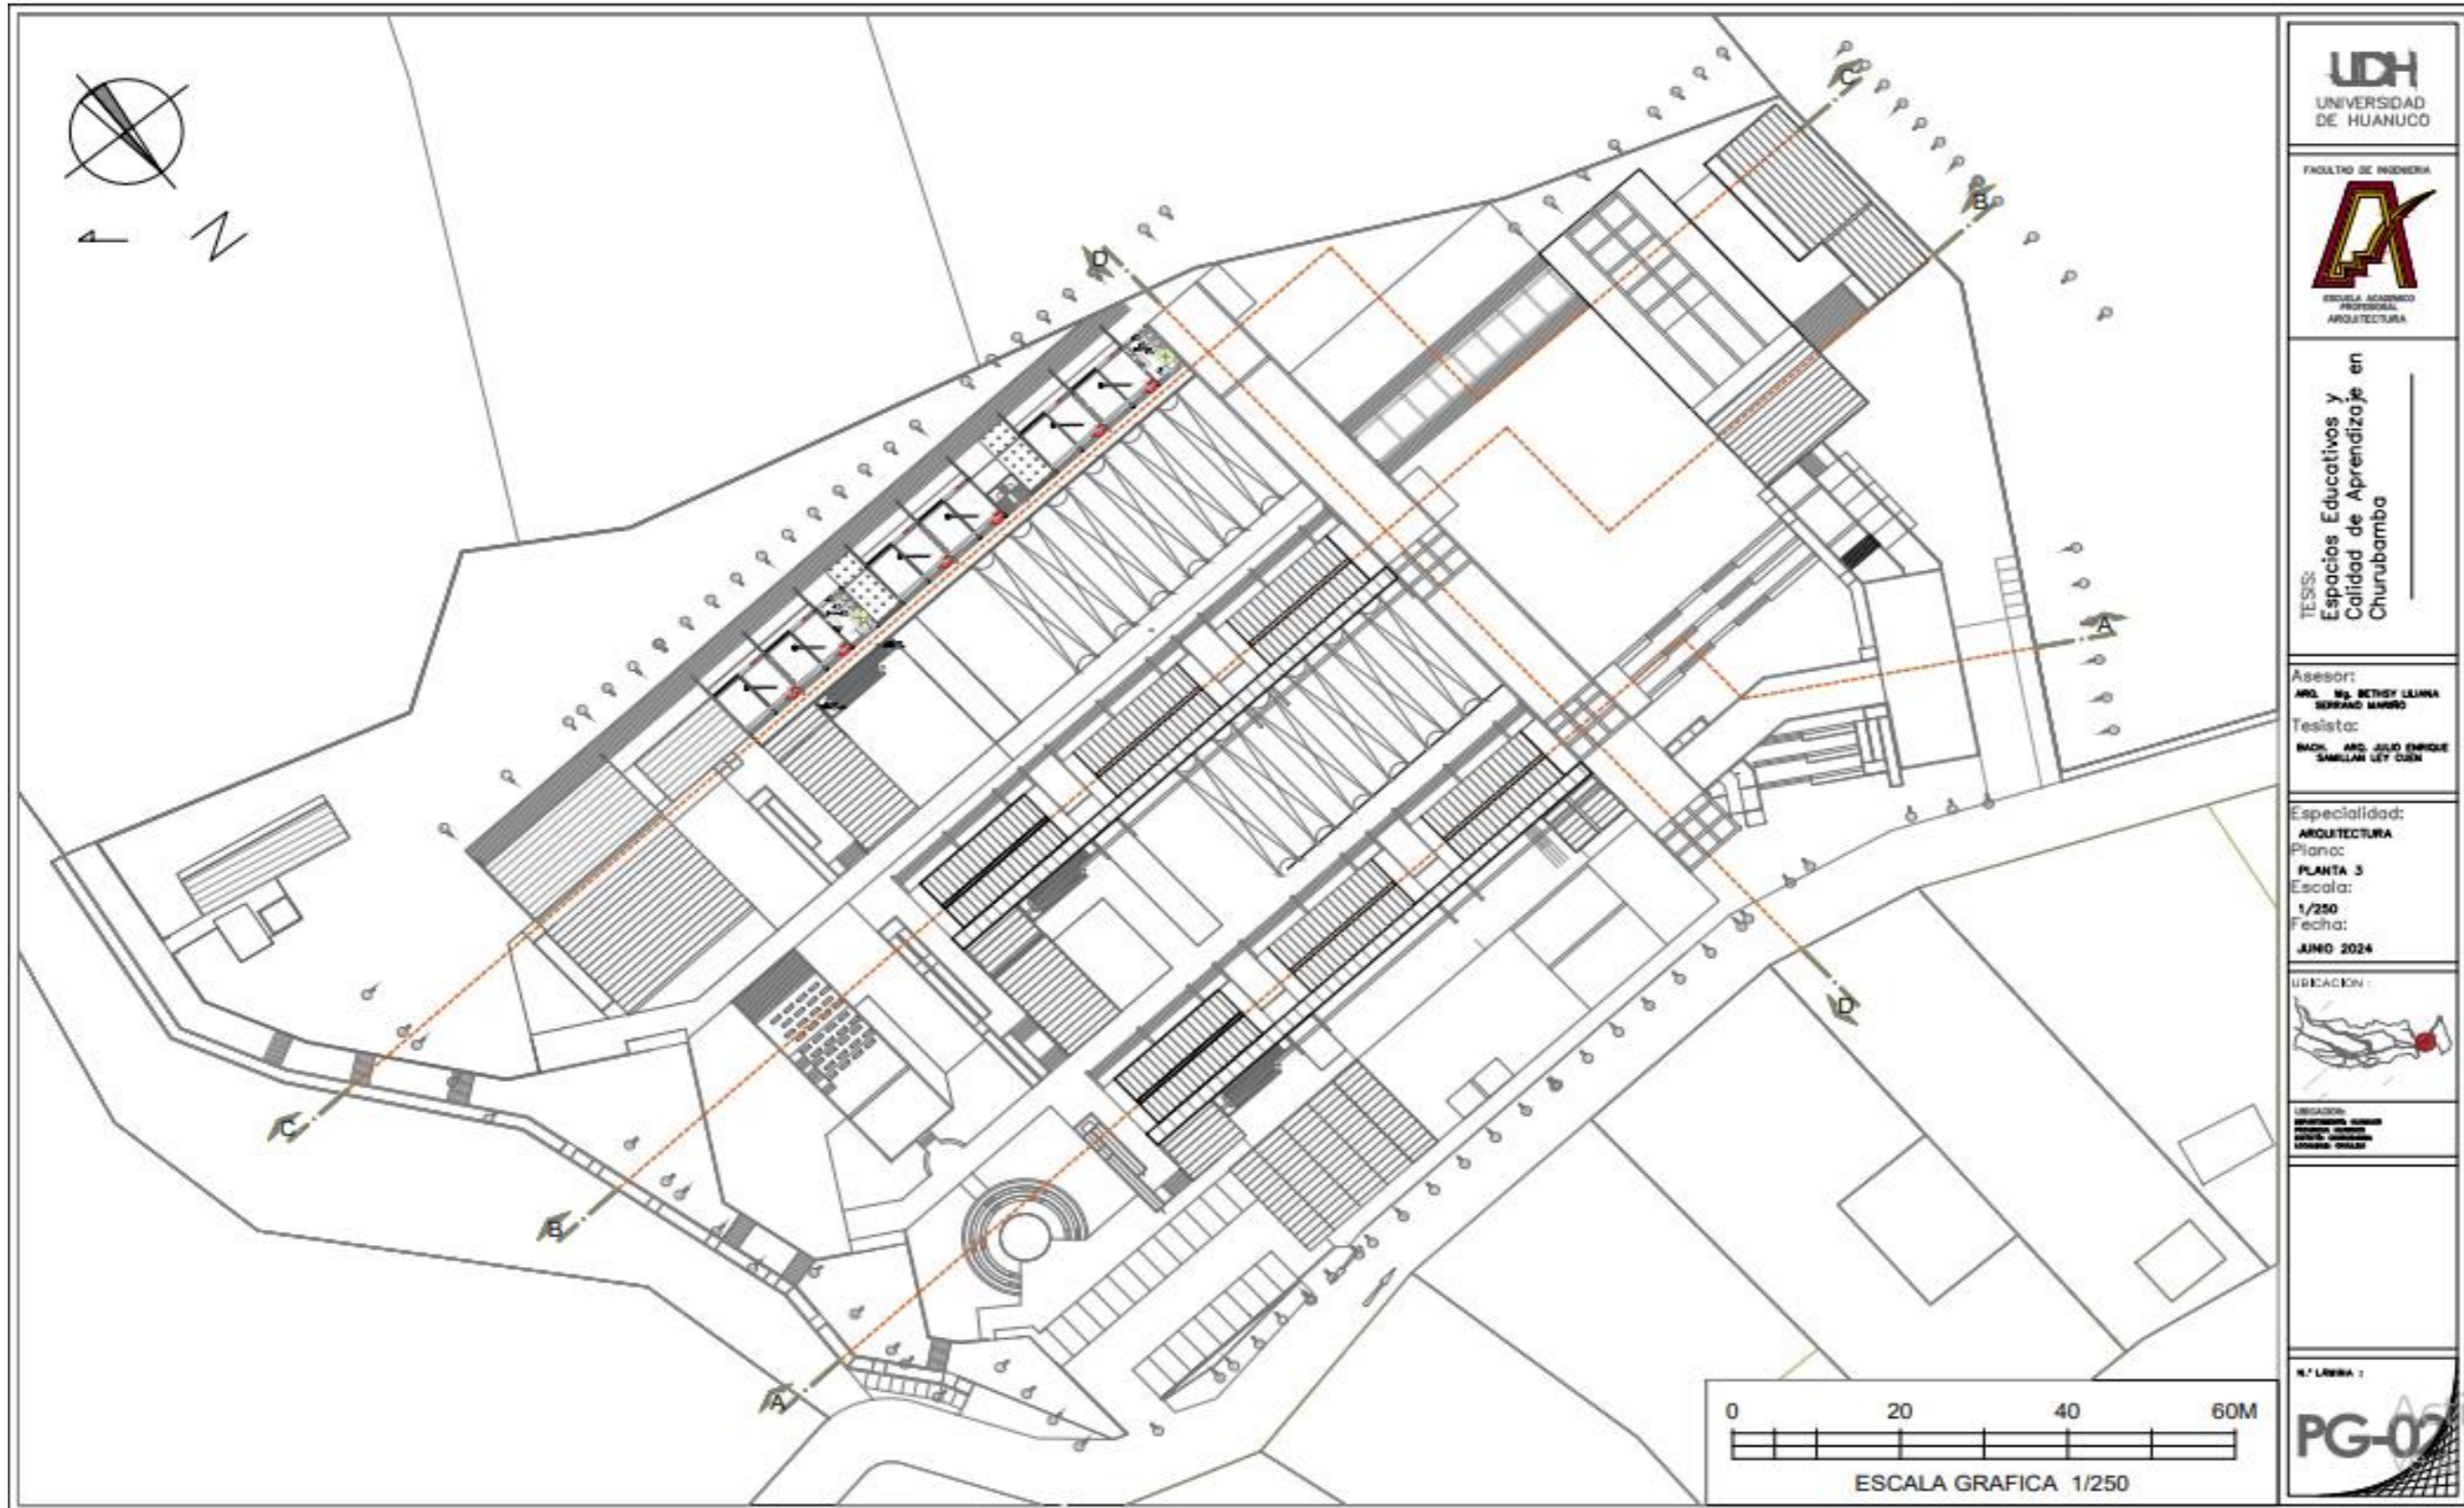 N
C
B
D
A
D
C
B
A
0 20 40 60M
ESCALA GRAFICA 1/250
UDH
UNIVERSIDAD
DE HUANUCO
FACULTAD DE INGENIERIA
ESCUELA ACADEMICO
PROFESIONAL
ARQUITECTURA
TESIS:
Espacios Educativos y
Calidad de Aprendizaje en
Churubamba
Asesor:
ARQ. Mg. BETHSY LILIANA
SERRANO MARIÑO
Tesista:
BACH. ARQ. JULIO ENRIQUE
SAMILLAN LEY CUEN
Especialidad:
ARQUITECTURA
Plano:
PLANTA 3
Escala:
1/250
Fecha:
JUNIO 2024
UBICACION :
UBICACION:
N.º LÁMINA :
PG-02